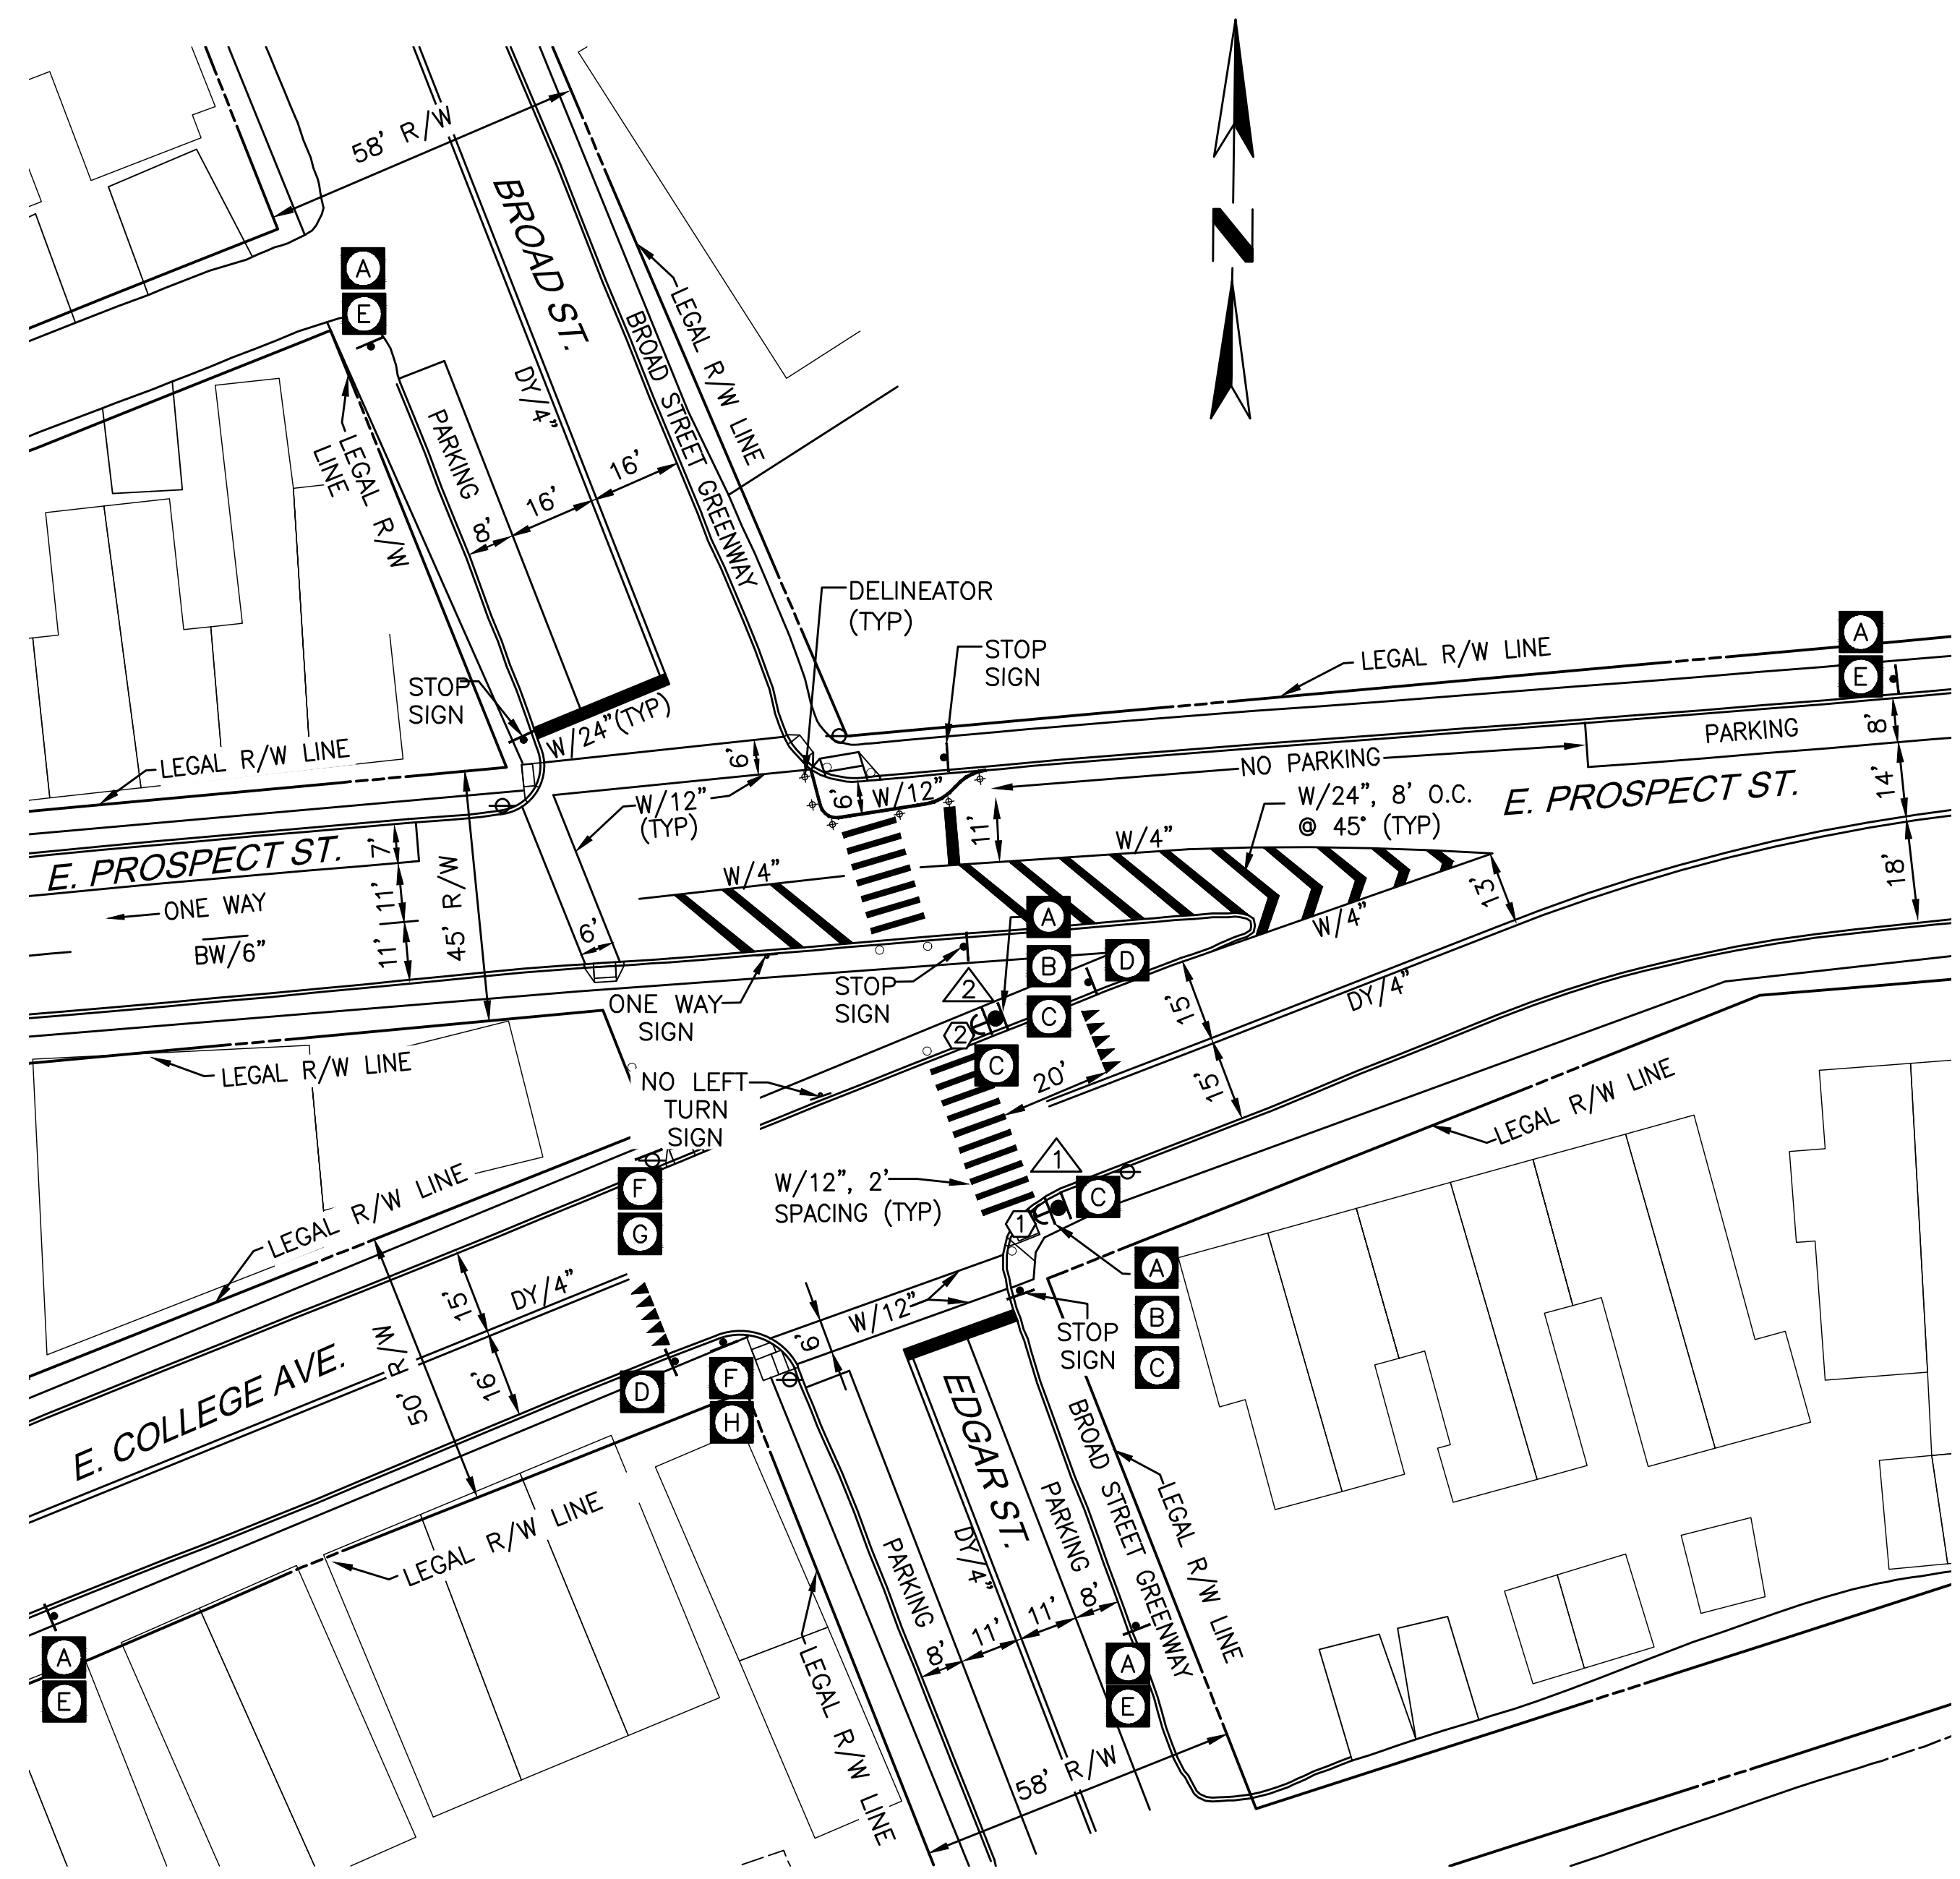 58' R/W
BROAD ST.
N
A
E
LEGAL R/W LINE
BROAD STREET GREENWAY
DY/4"
PARKING
LEGAL R/W
LINE
16'
16'
8'
DELINEATOR
(TYP)
STOP
SIGN
LEGAL R/W LINE
A
E
STOP
SIGN
W/24"(TYP)
LEGAL R/W LINE
6'
W/12"
(TYP)
6'
W/12"
NO PARKING
PARKING
8'
W/24", 8' O.C.
@ 45° (TYP)
E. PROSPECT ST.
14'
11'
W/4"
W/4"
E. PROSPECT ST.
7'
ONE WAY
11'
BW/6"
11'
45' R/W
6'
13'
18'
W/4"
A
B
D
C
2
2
C
STOP
SIGN
ONE WAY
SIGN
15'
DY/4"
LEGAL R/W LINE
NO LEFT
TURN
SIGN
20'
15'
LEGAL R/W LINE
1
1
C
W/12", 2'
SPACING (TYP)
F
G
LEGAL R/W LINE
A
B
C
15'
DY/4"
W/12"
6'
STOP
SIGN
E. COLLEGE AVE.
50' R/W
16'
D
F
H
EDGAR ST.
DY/4"
PARKING
BROAD STREET GREENWAY
LEGAL R/W LINE
LEGAL R/W LINE
PARKING
8'
11'
11'
8'
A
E
A
E
LEGAL R/W LINE
58' R/W